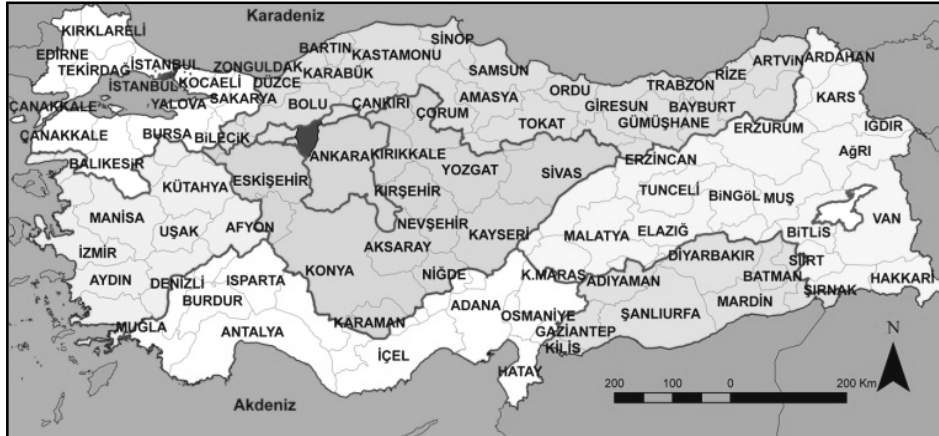 Karadeniz
KIRKLARELİ
EDİRNE
TEKİRDAĞ
İSTANBUL
İSTANBUL
KOCAELİ
YALOVA
SAKARYA
ZONGULDAK
DÜZCE
BARTIN
KARABÜK
KASTAMONU
SİNOP
BOLU
ÇANKIRI
ÇORUM
SAMSUN
AMASYA
TOKAT
ORDU
GİRESUN
TRABZON
GÜMÜŞHANE
BAYBURT
RİZE
ARTVİN
ARDAHAN
KARS
IGDIR
AğRI
ERZURUM
ÇANAKKALE
ÇANAKKALE
BURSA
BİLECİK
BALIKESİR
KÜTAHYA
ESKİŞEHİR
ANKARA
KIRIKKALE
YOZGAT
SİVAS
ERZİNCAN
TUNCELİ
BİNGÖL
MUŞ
KIRŞEHİR
NEVŞEHİR
AKSARAY
KAYSERİ
MALATYA
ELAZIĞ
BİTLİS
VAN
MANİSA
UŞAK
AFYON
İZMİR
AYDIN
DENİZLİ
ISPARTA
BURDUR
KONYA
NİĞDE
K.MARAŞ
ADIYAMAN
DİYARBAKIR
BATMAN
SİİRT
ŞIRNAK
HAKKARİ
MUĞLA
ANTALYA
KARAMAN
İÇEL
ADANA
OSMANİYE
GAZİANTEP
KİLİS
HATAY
ŞANLIURFA
MARDİN
N
200 100 0 200 Km
Akdeniz